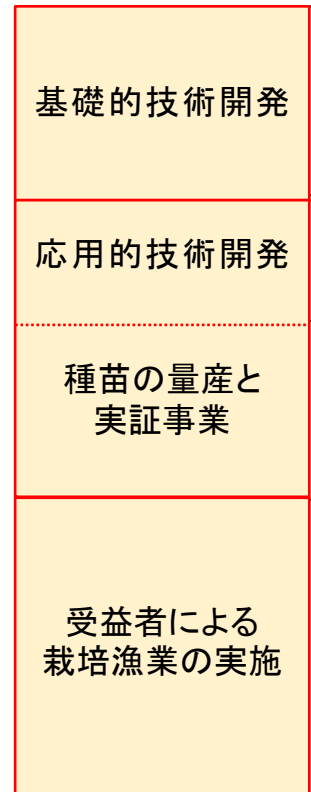 基礎的技術開発
応用的技術開発
種苗の量産と
実証事業
受益者による
栽培漁業の実施